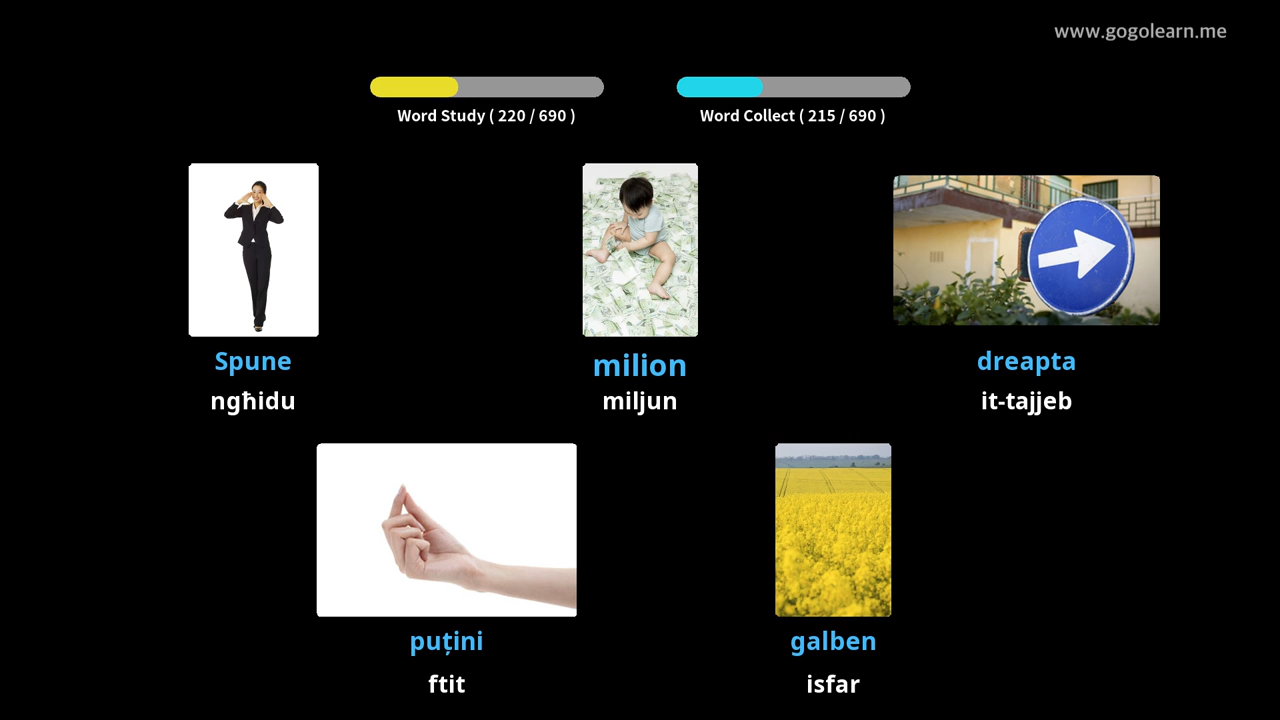 www.gogolearn.me
Word Study ( 220 / 690 )
Word Collect ( 215 / 690 )
Spune
ngħidu
milion
miljun
dreapta
it-tajjeb
puțini
ftit
galben
isfar